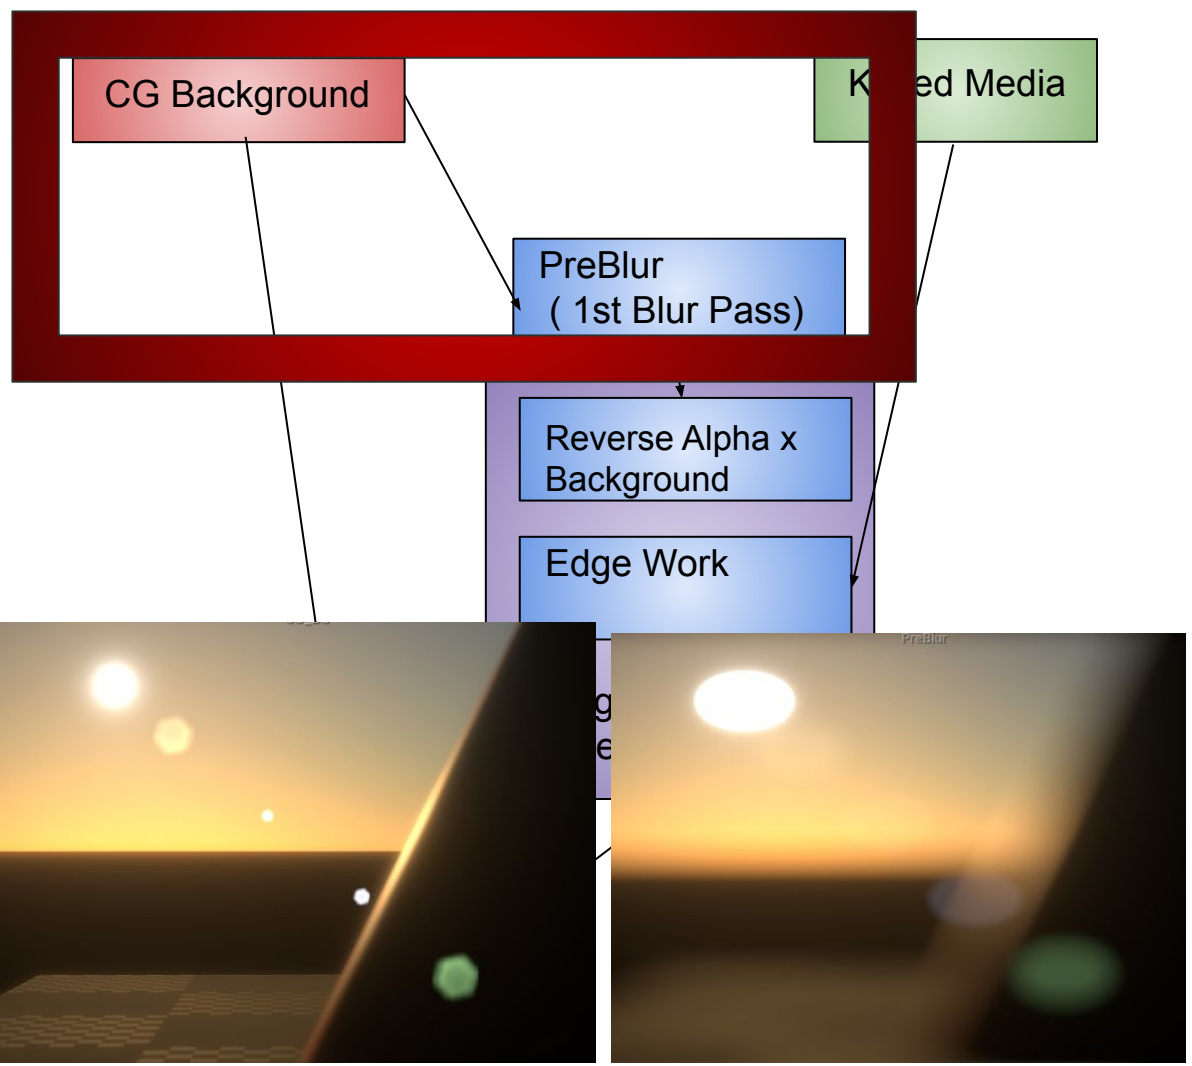 CG Background
K ed Media
PreBlur
( 1st Blur Pass)
Reverse Alpha x
Background
Edge Work
g
e
PreBlur